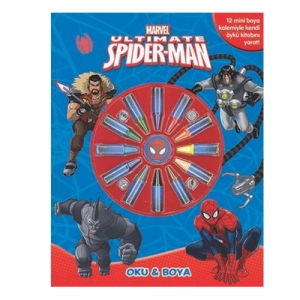 MARVEL
ULTIMATE
SPIDER-MAN
12 mini boya
kalemiyle kendi
öykü kitabını
yarat!
OKU & BOYA